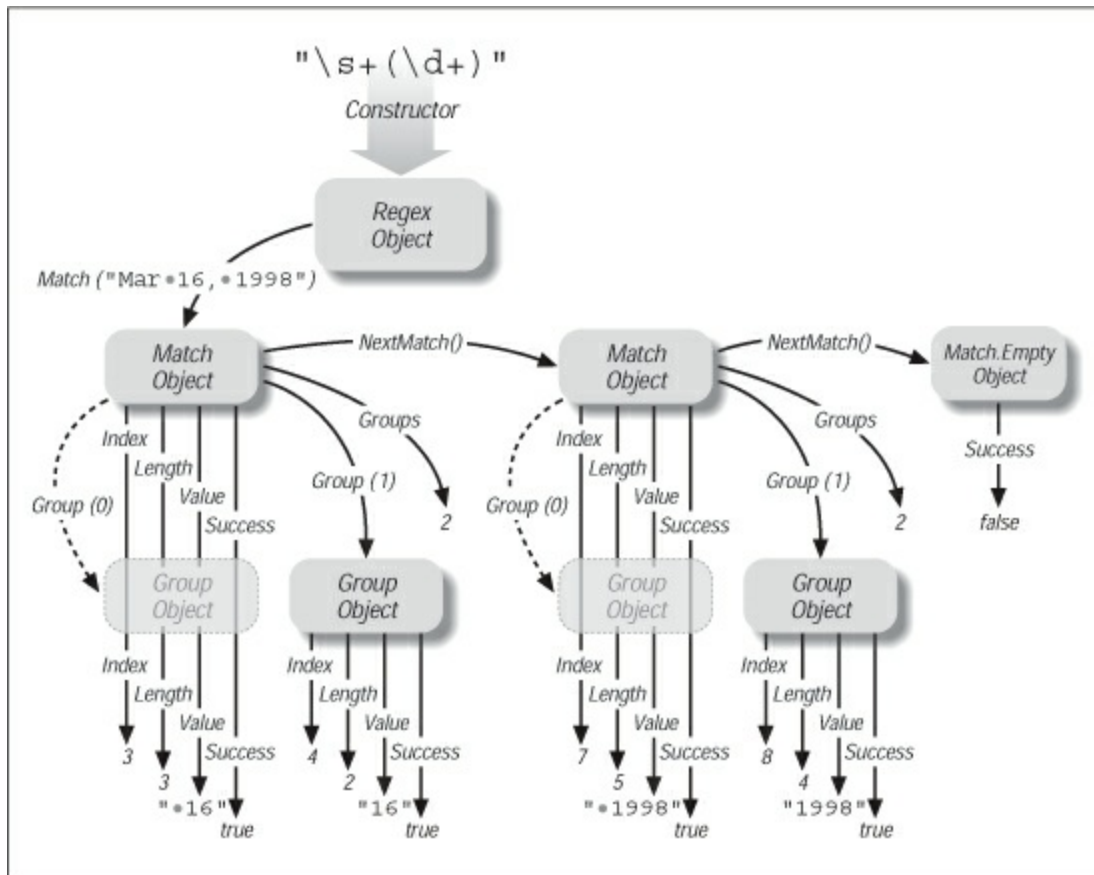 "\s+(\d+)"
Constructor
Regex
Object
Match ("Mar•16,•1998")
Match
Object
NextMatch()
Match
Object
NextMatch()
Match.Empty
Object
Index
Length
Value
Success
Group (0)
Group (1)
Groups
2
Index
Length
Value
Success
Group (0)
Group (1)
Groups
2
Success
false
Group
Object
Group
Object
Group
Object
Group
Object
Index
Length
Value
Success
3
3
"•16"
true
Index
Length
Value
Success
4
2
"16"
true
Index
Length
Value
Success
7
5
"•1998"
true
Index
Length
Value
Success
8
4
"1998"
true